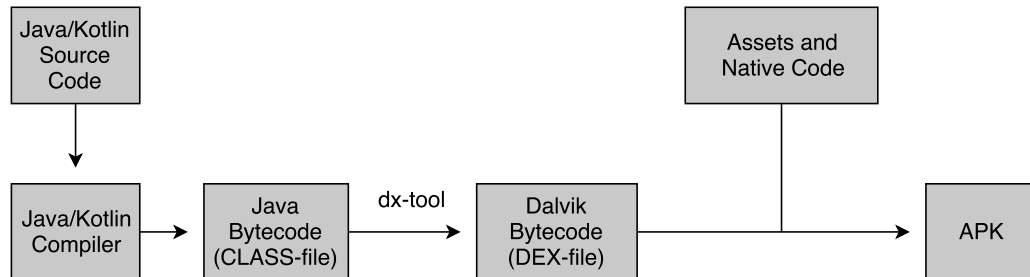 Java/Kotlin
Source
Code
Assets and
Native Code
Java/Kotlin
Compiler
Java
Bytecode
(CLASS-file)
dx-tool
Dalvik
Bytecode
(DEX-file)
APK